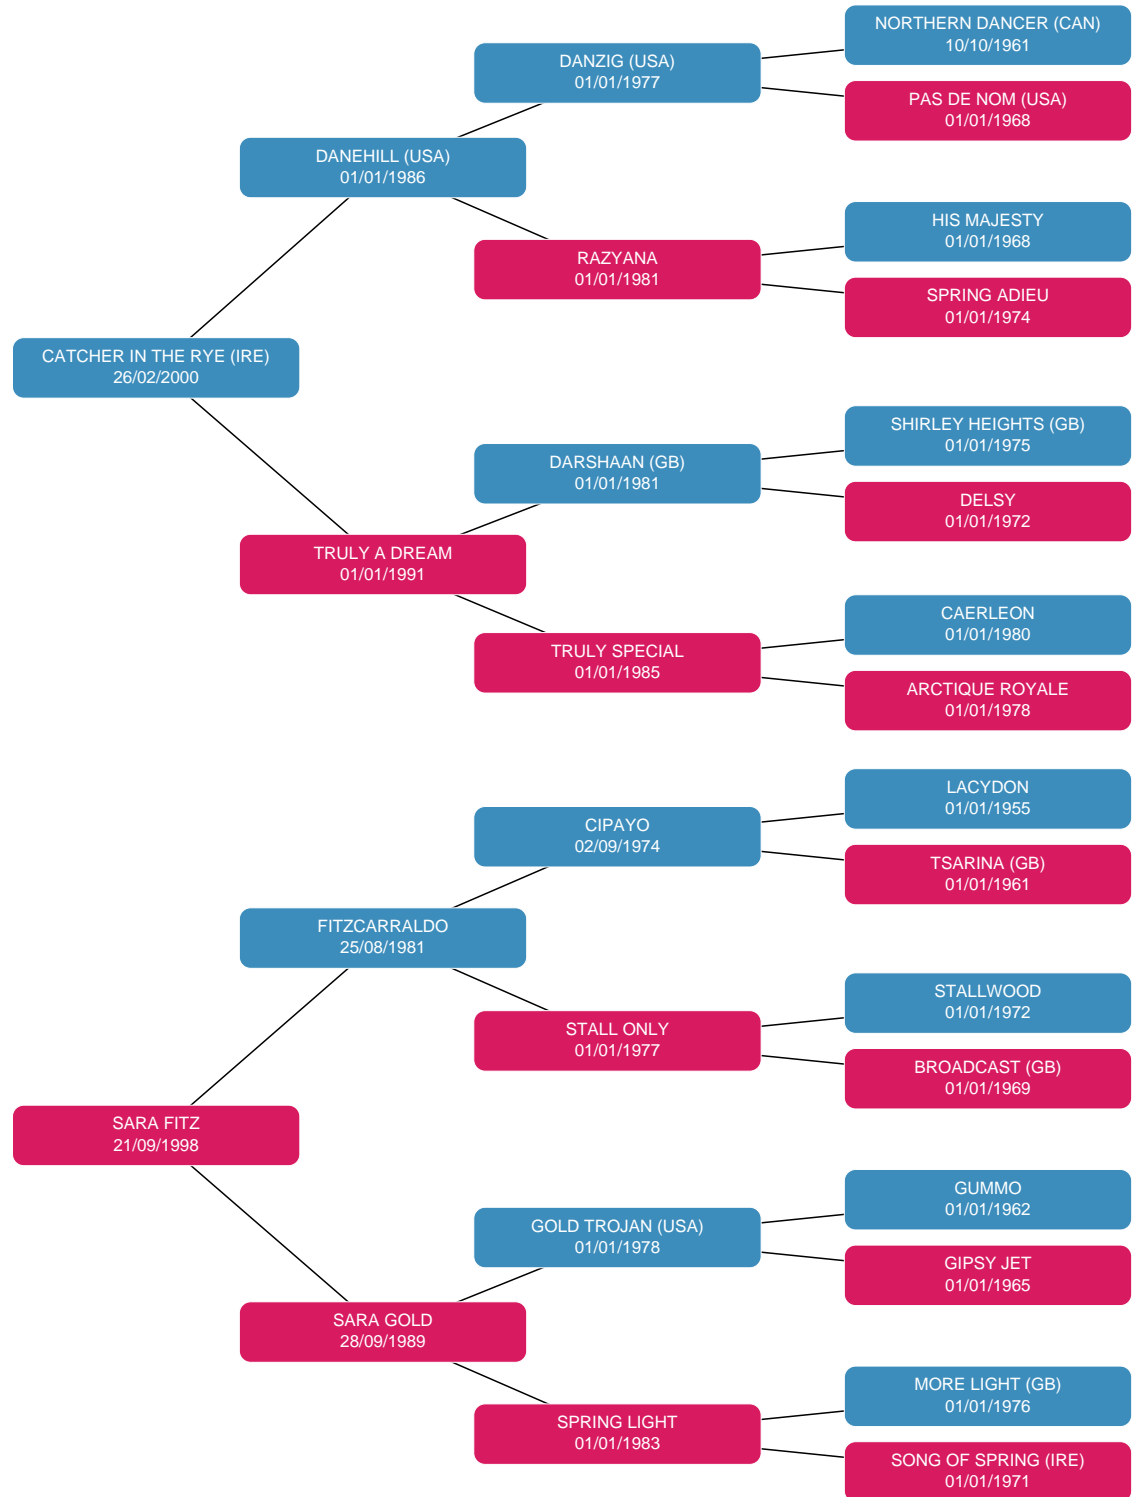 NORTHERN DANCER (CAN)
10/10/1961
DANZIG (USA)
01/01/1977
PAS DE NOM (USA)
01/01/1968
DANEHILL (USA)
01/01/1986
HIS MAJESTY
01/01/1968
RAZYANA
01/01/1981
SPRING ADIEU
01/01/1974
CATCHER IN THE RYE (IRE)
26/02/2000
SHIRLEY HEIGHTS (GB)
01/01/1975
DARSHAAN (GB)
01/01/1981
DELSY
01/01/1972
TRULY A DREAM
01/01/1991
CAERLEON
01/01/1980
TRULY SPECIAL
01/01/1985
ARCTIQUE ROYALE
01/01/1978
LACYDON
01/01/1955
CIPAYO
02/09/1974
TSARINA (GB)
01/01/1961
FITZCARRALDO
25/08/1981
STALLWOOD
01/01/1972
STALL ONLY
01/01/1977
BROADCAST (GB)
01/01/1969
SARA FITZ
21/09/1998
GUMMO
01/01/1962
GOLD TROJAN (USA)
01/01/1978
GIPSY JET
01/01/1965
SARA GOLD
28/09/1989
MORE LIGHT (GB)
01/01/1976
SPRING LIGHT
01/01/1983
SONG OF SPRING (IRE)
01/01/1971